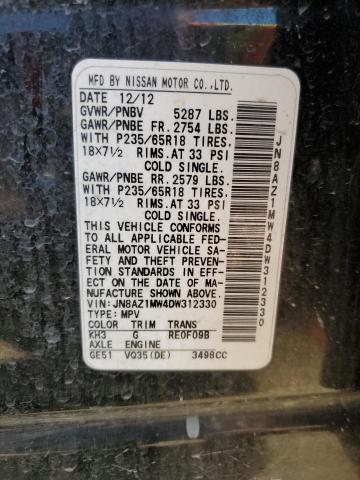 MFD BY NISSAN MOTOR CO.,LTD.
DATE 12/12
GVWR/PNBV 5287 LBS.
GAWR/PNBE FR. 2754 LBS.
WITH P235/65R18 TIRES.
18X7½ RIMS. AT 33 PSI
COLD SINGLE.
GAWR/PNBE RR. 2579 LBS.
WITH P235/65R18 TIRES.
18X7½ RIMS. AT 33 PSI
COLD SINGLE.
THIS VEHICLE CONFORMS
TO ALL APPLICABLE FED-
ERAL MOTOR VEHICLE SA-
FETY AND THEFT PREVEN-
TION STANDARDS IN EFF-
ECT ON THE DATE OF MA-
NUFACTURE SHOWN ABOVE.
VIN:JN8AZ1MW4DW312330
TYPE: MPV
COLOR TRIM TRANS
KH3 G RE0F09B
AXLE ENGINE
GE51 VQ35(DE) 3498CC
JN8AZ1MW4DW312330